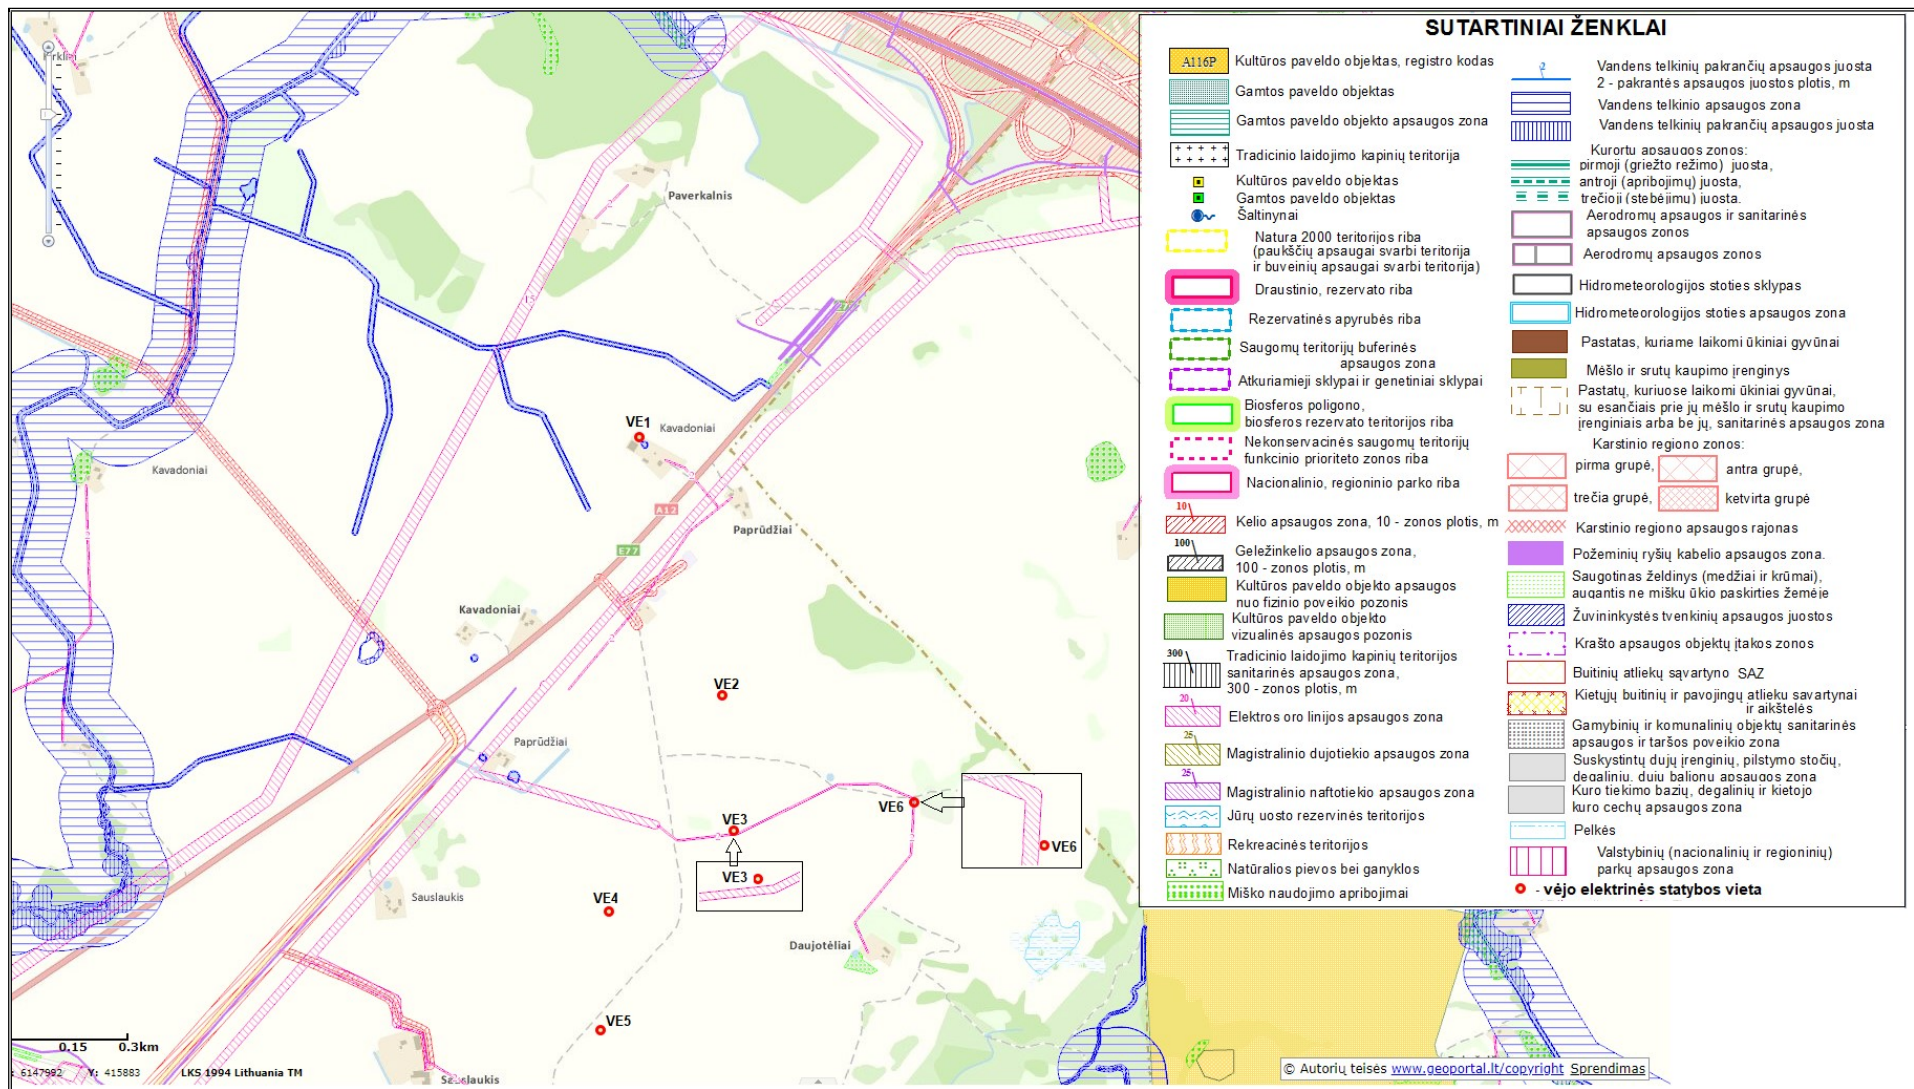 SUTARTINIAI ŽENKLAI
A116P
Kultūros paveldo objektas, registro kodas
Gamtos paveldo objektas
Gamtos paveldo objekto apsaugos zona
Tradicinio laidojimo kapinių teritorija
Kultūros paveldo objektas
Gamtos paveldo objektas
Šaltinynai
Natura 2000 teritorijos riba
(paukščių apsaugai svarbi teritorija
ir buveinių apsaugai svarbi teritorija)
Draustinio, rezervato riba
Rezervatinės apyrubės riba
Saugomų teritorijų buferinės
apsaugos zona
Atkuriamieji sklypai ir genetiniai sklypai
Biosferos poligono,
biosferos rezervato teritorijos riba
Nekonservacinės saugomų teritorijų
funkcinio prioriteto zonos riba
Nacionalinio, regioninio parko riba
10
Kelio apsaugos zona, 10 - zonos plotis, m
100
Geležinkelio apsaugos zona,
100 - zonos plotis, m
Kultūros paveldo objekto apsaugos
nuo fizinio poveikio pozonis
Kultūros paveldo objekto
vizualinės apsaugos pozonis
300
Tradicinio laidojimo kapinių teritorijos
sanitarinės apsaugos zona,
300 - zonos plotis, m
20
Elektros oro linijos apsaugos zona
25
Magistralinio dujotiekio apsaugos zona
25
Magistralinio naftotiekio apsaugos zona
Jūrų uosto rezervinės teritorijos
Rekreacinės teritorijos
Natūralios pievos bei ganyklos
Miško naudojimo apribojimai
2
Vandens telkinių pakrančių apsaugos juosta
2 - pakrantės apsaugos juostos plotis, m
Vandens telkinio apsaugos zona
Vandens telkinių pakrančių apsaugos juosta
Kurortu apsaugos zonos:
pirmoji (griežto režimo) juosta,
antroji (apribojimų) juosta,
trečioji (stebėjimu) juosta.
Aerodromų apsaugos ir sanitarinės
apsaugos zonos
Aerodromų apsaugos zonos
Hidrometeorologijos stoties sklypas
Hidrometeorologijos stoties apsaugos zona
Pastatas, kuriame laikomi ūkiniai gyvūnai
Mėšlo ir srutų kaupimo įrenginys
Pastatų, kuriuose laikomi ūkiniai gyvūnai,
su esančiais prie jų mėšlo ir srutų kaupimo
įrenginiais arba be jų, sanitarinės apsaugos zona
Karstinio regiono zonos:
pirma grupė,
antra grupė,
trečia grupė,
ketvirta grupė
Karstinio regiono apsaugos rajonas
Požeminių ryšių kabelio apsaugos zona.
Saugotinas želdinys (medžiai ir krūmai),
augantis ne miškų ūkio paskirties žemėje
Žuvininkystės tvenkinių apsaugos juostos
Krašto apsaugos objektų įtakos zonos
Buitinių atliekų sąvartyno SAZ
Kietųjų buitinių ir pavojingų atlieku savartynai
ir aikštelės
Gamybinių ir komunalinių objektų sanitarinės
apsaugos ir taršos poveikio zona
Suskystintų dujų įrenginių, pilstymo stočių,
degalinių, dujų balionų apsaugos zona
Kuro tiekimo bazių, degalinių ir kietojo
kuro cechų apsaugos zona
Pelkės
Valstybinių (nacionalinių ir regioninių)
parkų apsaugos zona
- vėjo elektrinės statybos vieta
Paverkalnis
VE1
Kavadoniai
Kavadoniai
A12
Paprūdžiai
E77
Kavadoniai
VE2
Paprūdžiai
VE6
VE3
VE6
VE3
Sauslaukis
VE4
Daujotėliai
VE5
0.15
0.3km
6147992
Y: 415883
LKS 1994 Lithuania TM
Sauslaukis
© Autorių teisės www.geoportal.lt/copyright Sprendimas